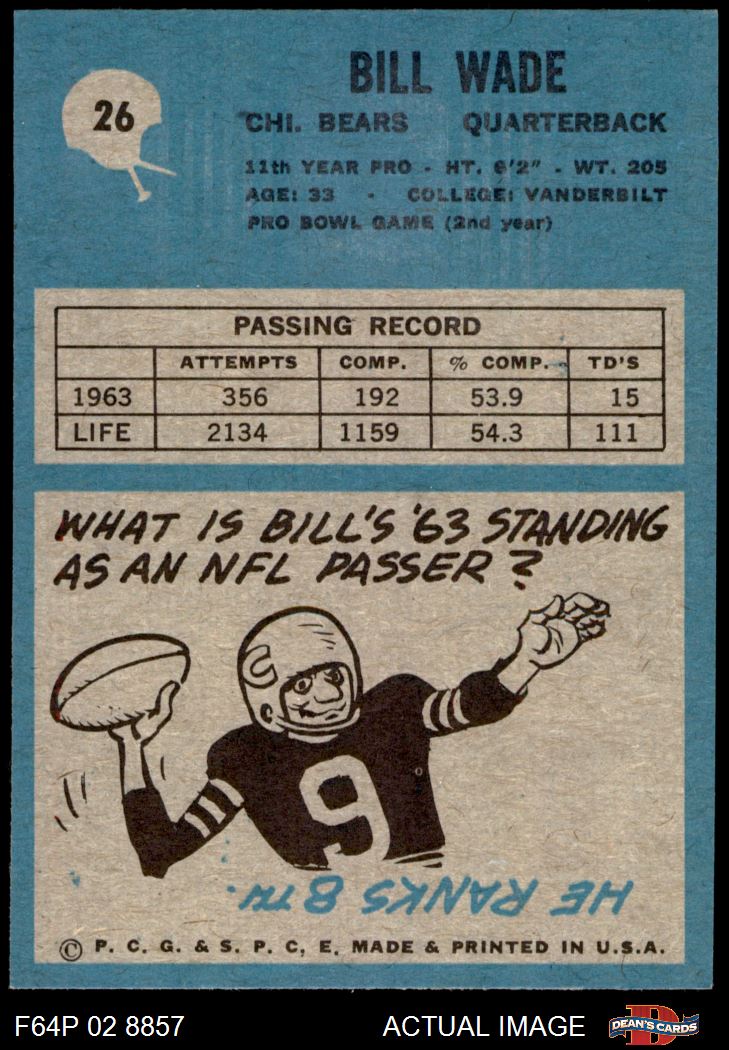 26
BILL WADE
CHI. BEARS QUARTERBACK
11th YEAR PRO - HT. 6'2" - WT. 205
AGE: 33 - COLLEGE: VANDERBILT
PRO BOWL GAME (2nd year)
PASSING RECORD
ATTEMPTS COMP. % COMP. TD'S
1963 356 192 53.9 15
LIFE 2134 1159 54.3 111
WHAT IS BILL'S '63 STANDING
AS AN NFL PASSER?
C
9
HE RANKS 8TH.
© P. C. G. & S. P. C. E. MADE & PRINTED IN U.S.A.
F64P 02 8857 ACTUAL IMAGE D DEAN'S CARDS